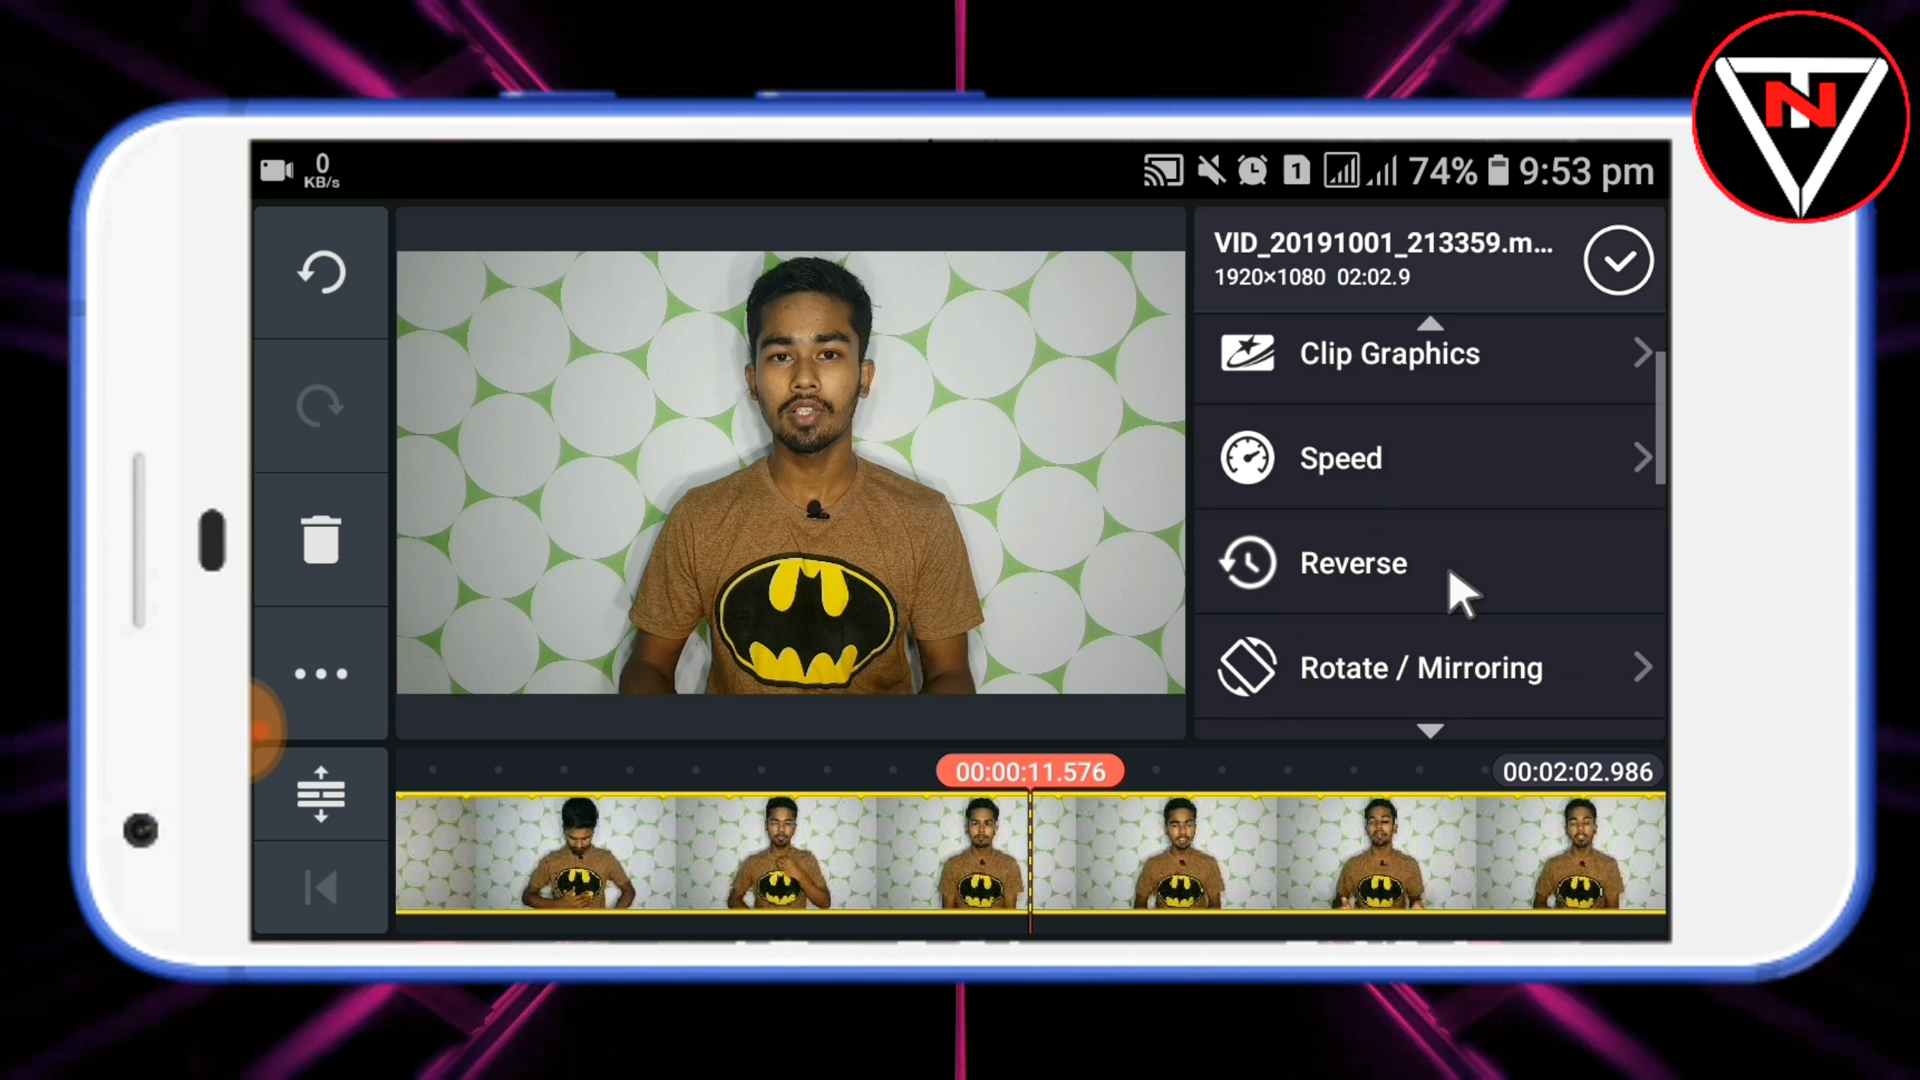 0
KB/s
1
74%
9:53 pm
N
VID_20191001_213359.m...
1920×1080 02:02.9
Clip Graphics
Speed
Reverse
Rotate / Mirroring
00:00:11.576
00:02:02.986